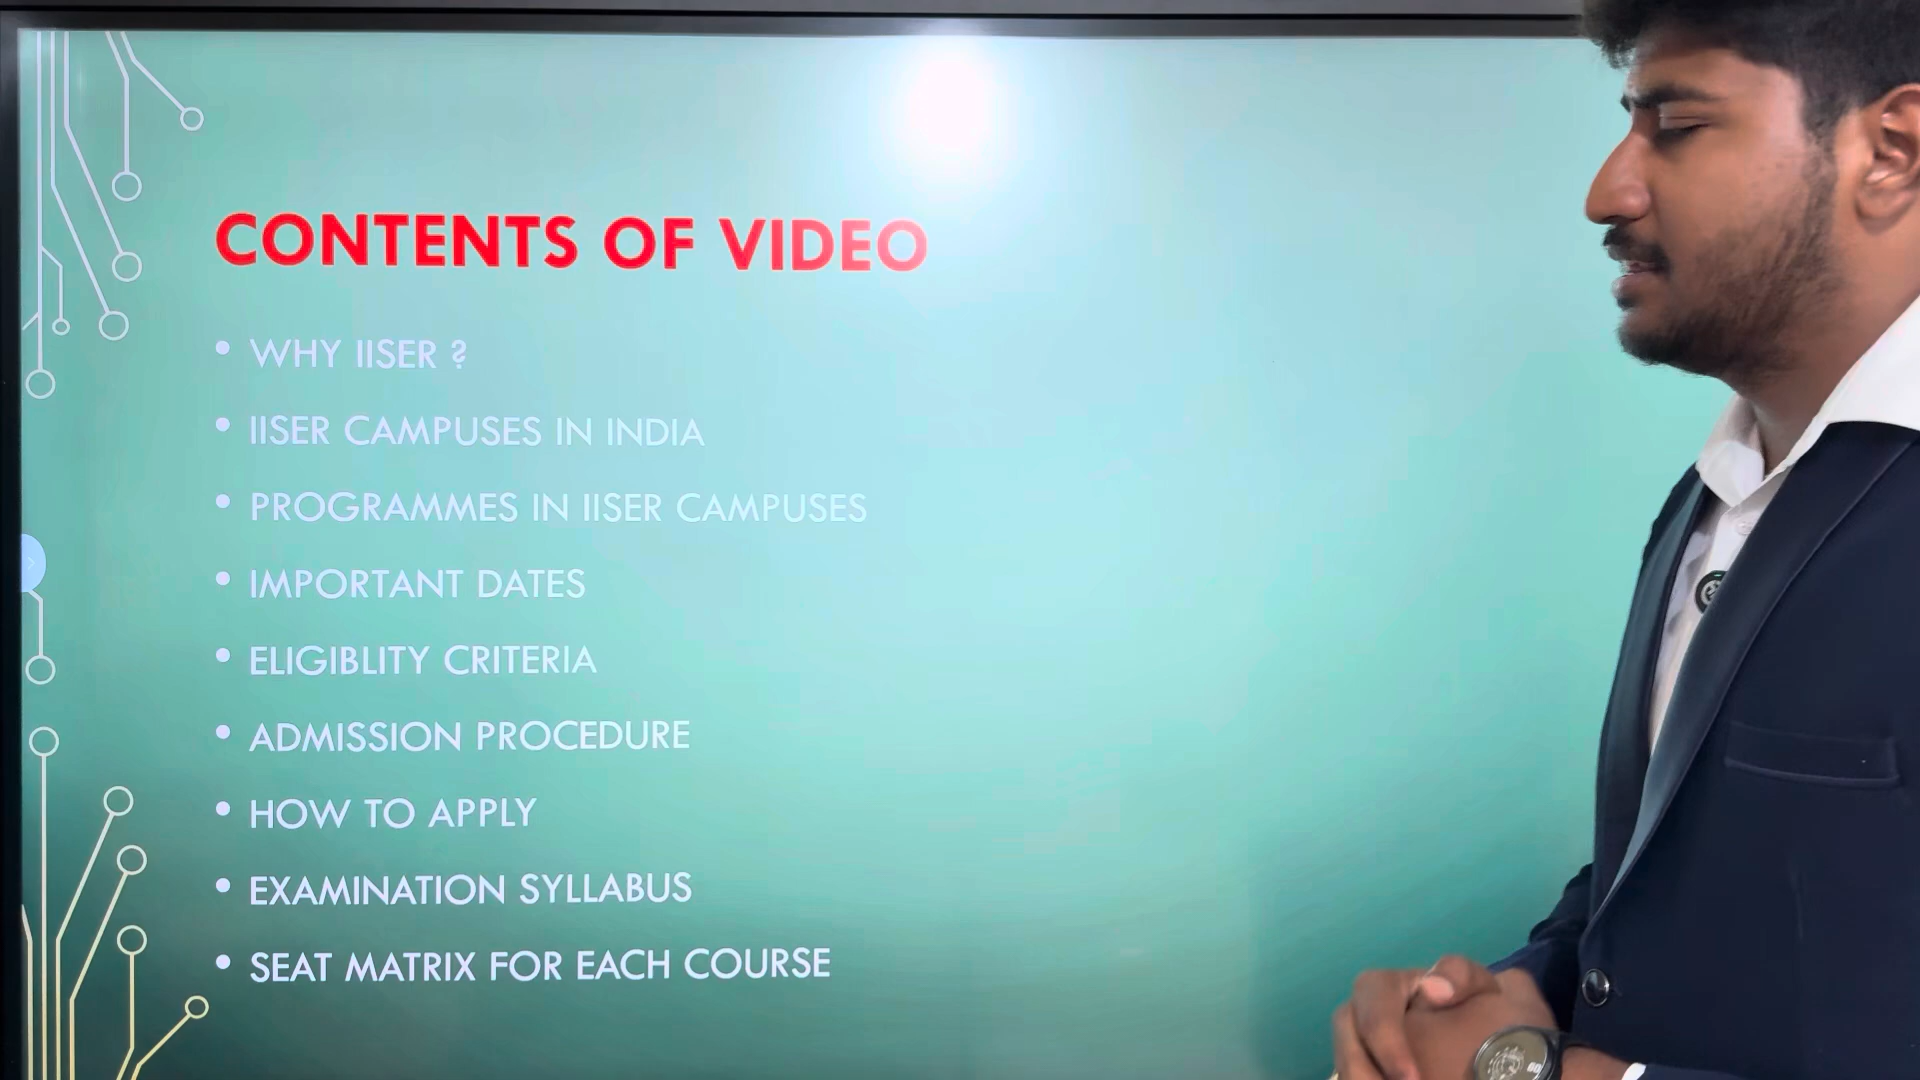 CONTENTS OF VIDEO
• WHY IISER ?
• IISER CAMPUSES IN INDIA
• PROGRAMMES IN IISER CAMPUSES
• IMPORTANT DATES
• ELIGIBLITY CRITERIA
• ADMISSION PROCEDURE
• HOW TO APPLY
• EXAMINATION SYLLABUS
• SEAT MATRIX FOR EACH COURSE